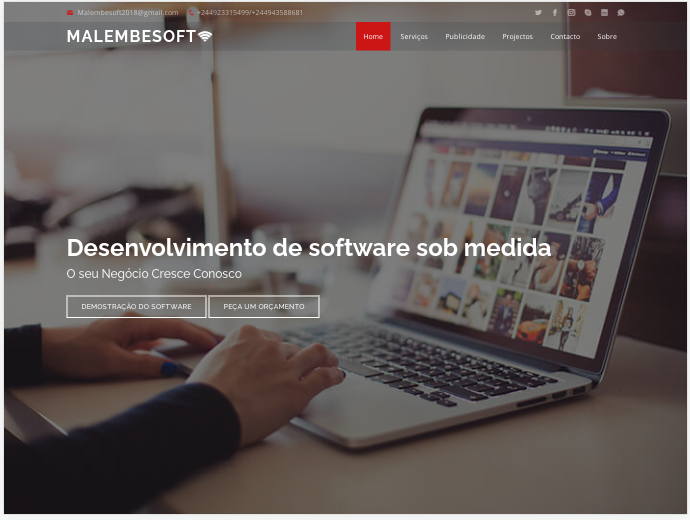 Malembesoft2018@gmail.com +244923315499/+244943588681
MALEMBESOFT
Home Serviços Publicidade Projectos Contacto Sobre
Desenvolvimento de software sob medida
O seu Negócio Cresce Conosco
DEMOSTRAÇÃO DO SOFTWARE PEÇA UM ORÇAMENTO